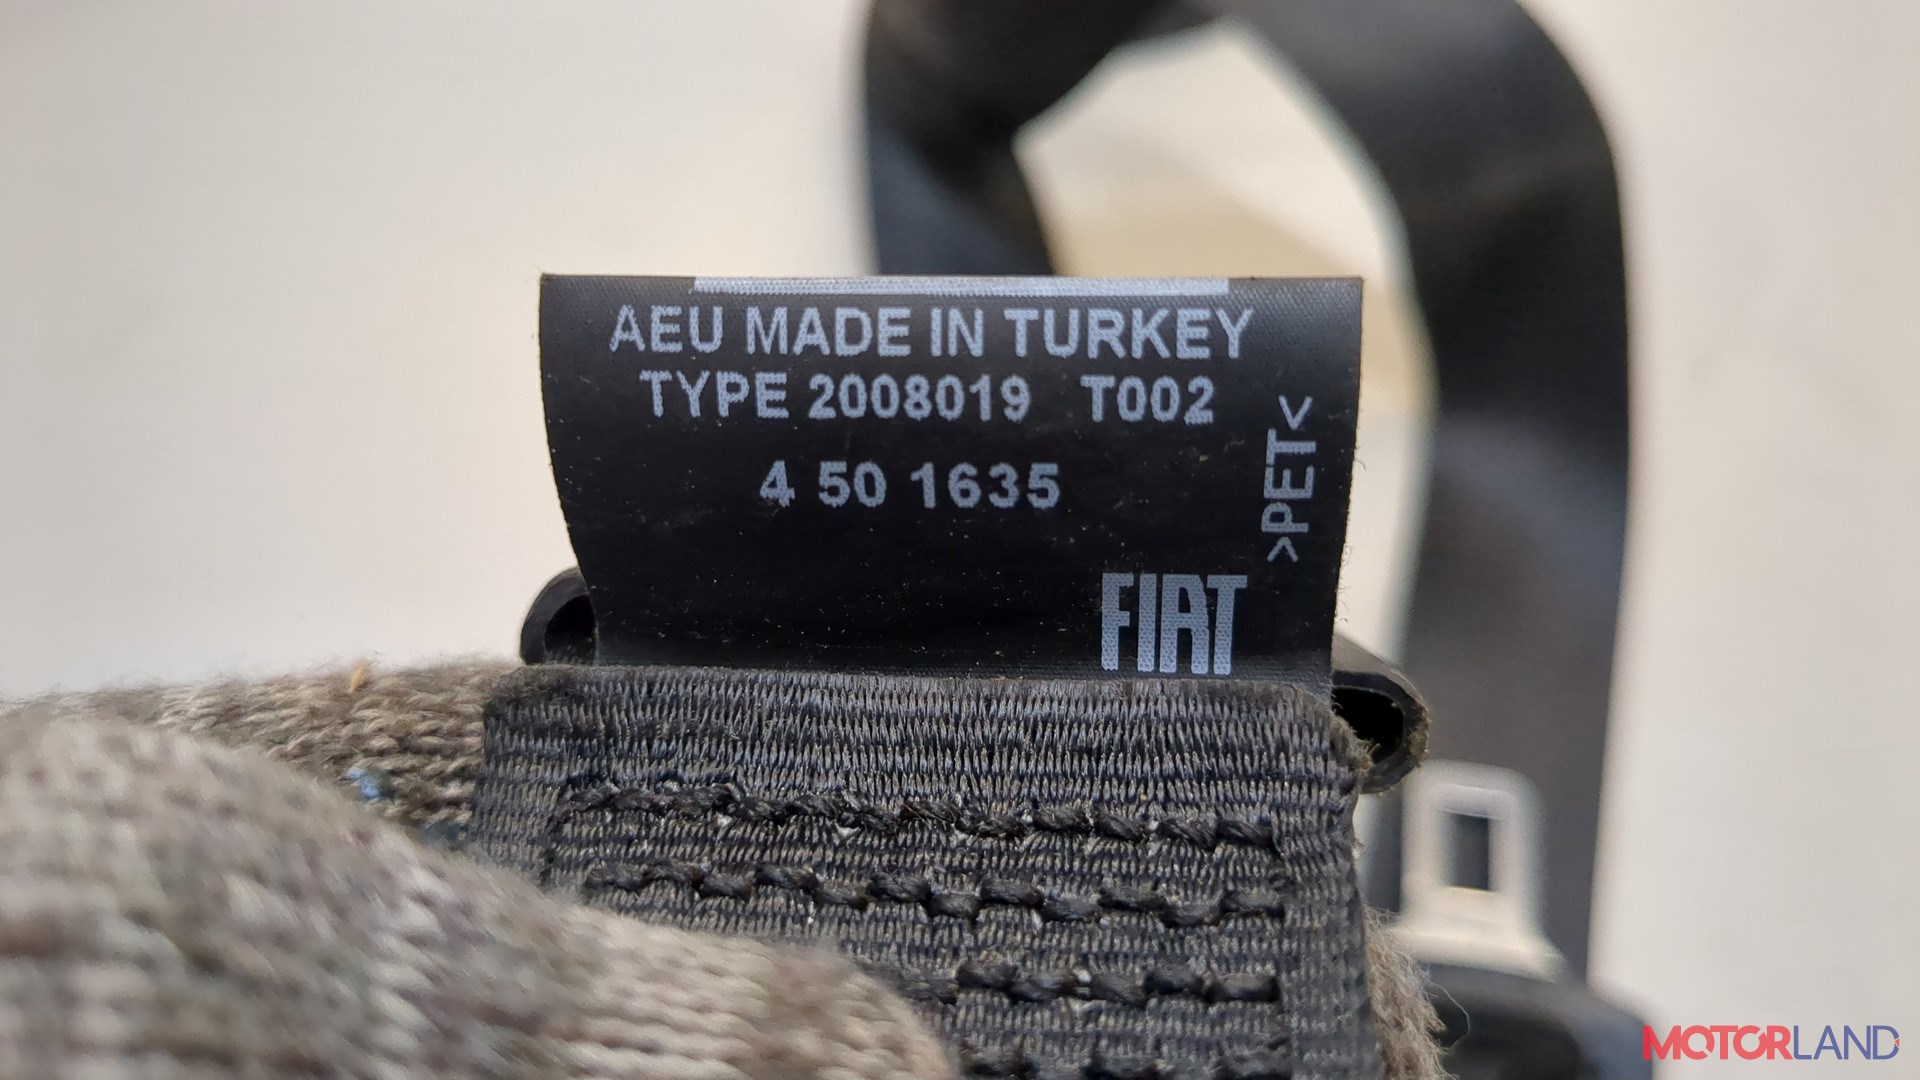 AEU MADE IN TURKEY
TYPE 2008019 T002
4 50 1635
>PET<
FIAT
MOTORLAND